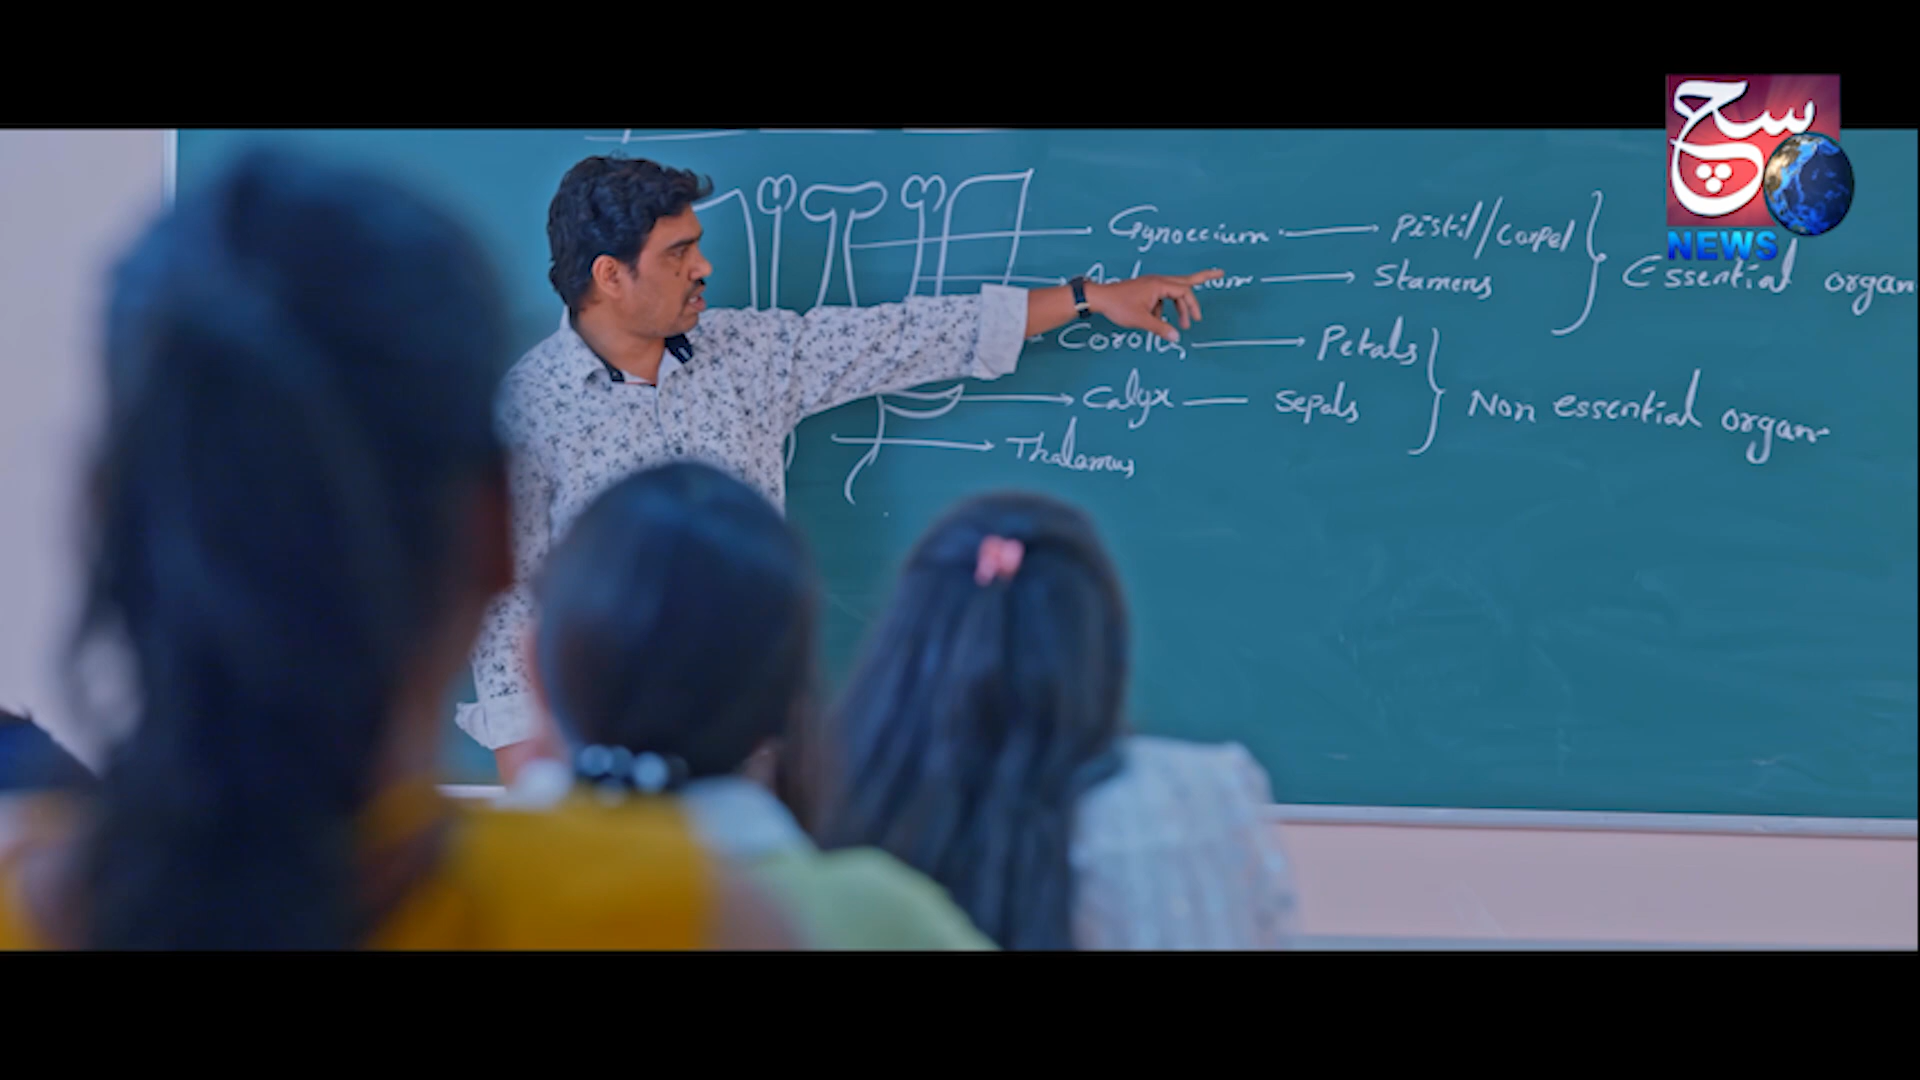 سچ
NEWS
Gynoecium → Pistil/carpel
→ Stamens
Essential organ
Corolla → Petals
Calyx — Sepals
Non essential organ
Thalamus